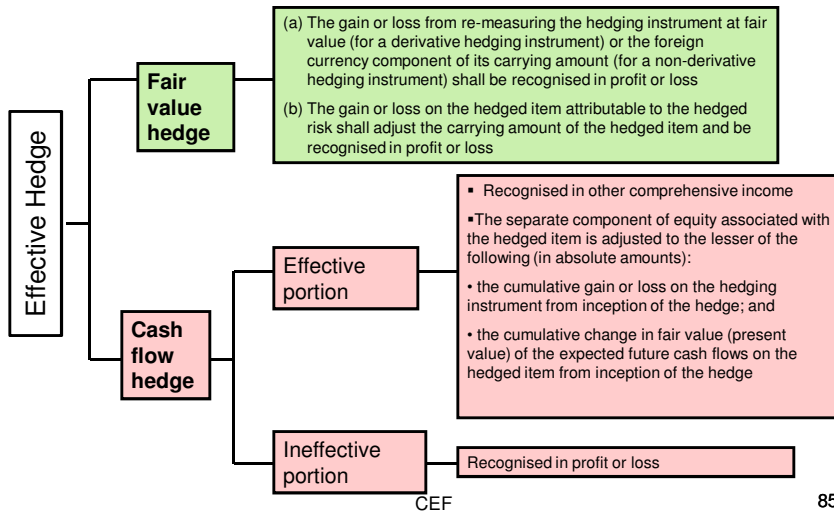 Effective Hedge
Fair
value
hedge
(a) The gain or loss from re-measuring the hedging instrument at fair
value (for a derivative hedging instrument) or the foreign
currency component of its carrying amount (for a non-derivative
hedging instrument) shall be recognised in profit or loss
(b) The gain or loss on the hedged item attributable to the hedged
risk shall adjust the carrying amount of the hedged item and be
recognised in profit or loss
Cash
flow
hedge
Effective
portion
▪ Recognised in other comprehensive income
▪The separate component of equity associated with
the hedged item is adjusted to the lesser of the
following (in absolute amounts):
• the cumulative gain or loss on the hedging
instrument from inception of the hedge; and
• the cumulative change in fair value (present
value) of the expected future cash flows on the
hedged item from inception of the hedge
Ineffective
portion
Recognised in profit or loss
CEF
85